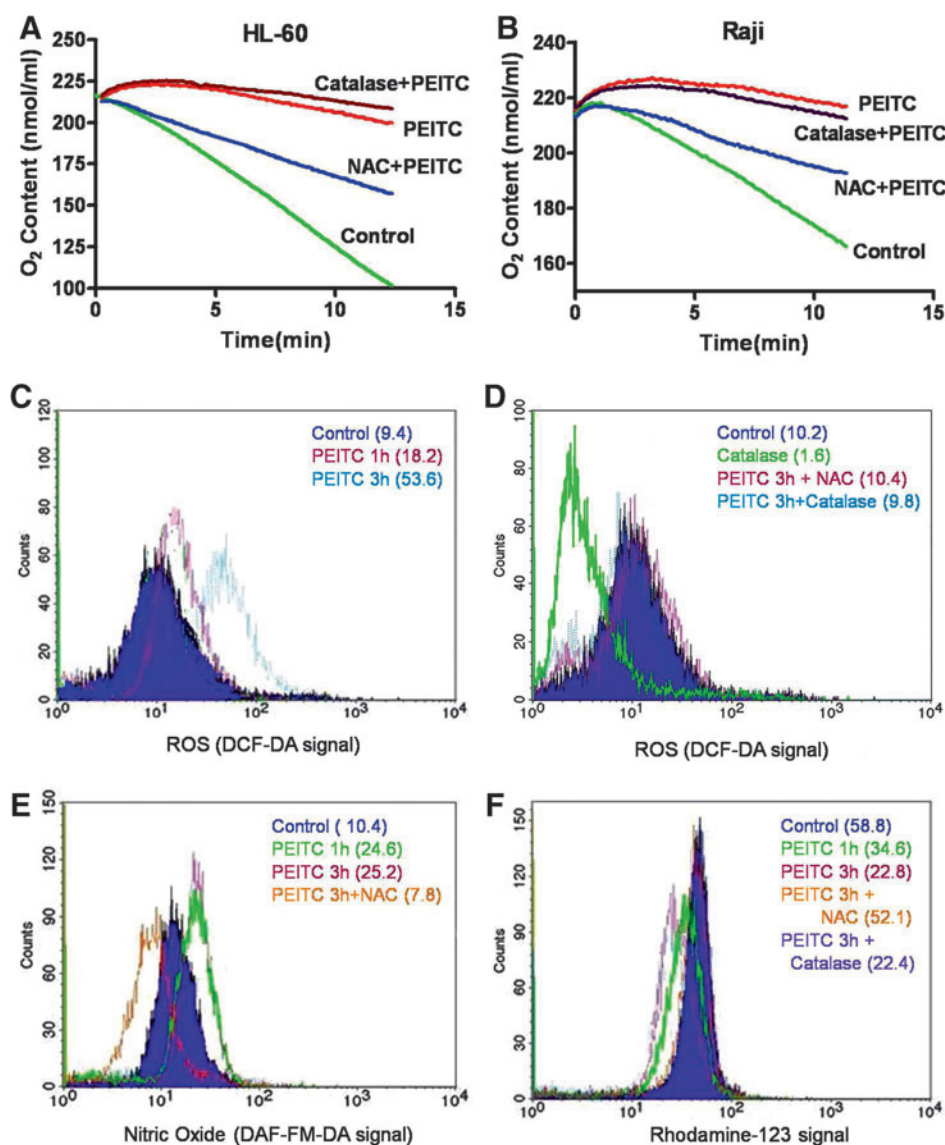 A
HL-60
O2 Content (nmol/ml)
250
225
200
175
150
125
100
0
5
10
15
Time(min)
Catalase+PEITC
PEITC
NAC+PEITC
Control
B
Raji
O2 Content (nmol/ml)
240
220
200
180
160
0
5
10
15
Time(min)
PEITC
Catalase+PEITC
NAC+PEITC
Control
C
Control (9.4)
PEITC 1h (18.2)
PEITC 3h (53.6)
Counts
120
100
80
60
40
20
0
10^0
10^1
10^2
10^3
10^4
ROS (DCF-DA signal)
D
Control (10.2)
Catalase (1.6)
PEITC 3h + NAC (10.4)
PEITC 3h+Catalase (9.8)
Counts
100
80
60
40
20
0
10^0
10^1
10^2
10^3
10^4
ROS (DCF-DA signal)
E
Control ( 10.4)
PEITC 1h (24.6)
PEITC 3h (25.2)
PEITC 3h+NAC (7.8)
Counts
150
120
90
60
30
0
10^0
10^1
10^2
10^3
10^4
Nitric Oxide (DAF-FM-DA signal)
F
Control (58.8)
PEITC 1h (34.6)
PEITC 3h (22.8)
PEITC 3h +
NAC (52.1)
PEITC 3h +
Catalase (22.4)
Counts
150
120
90
60
30
0
10^0
10^1
10^2
10^3
10^4
Rhodamine-123 signal